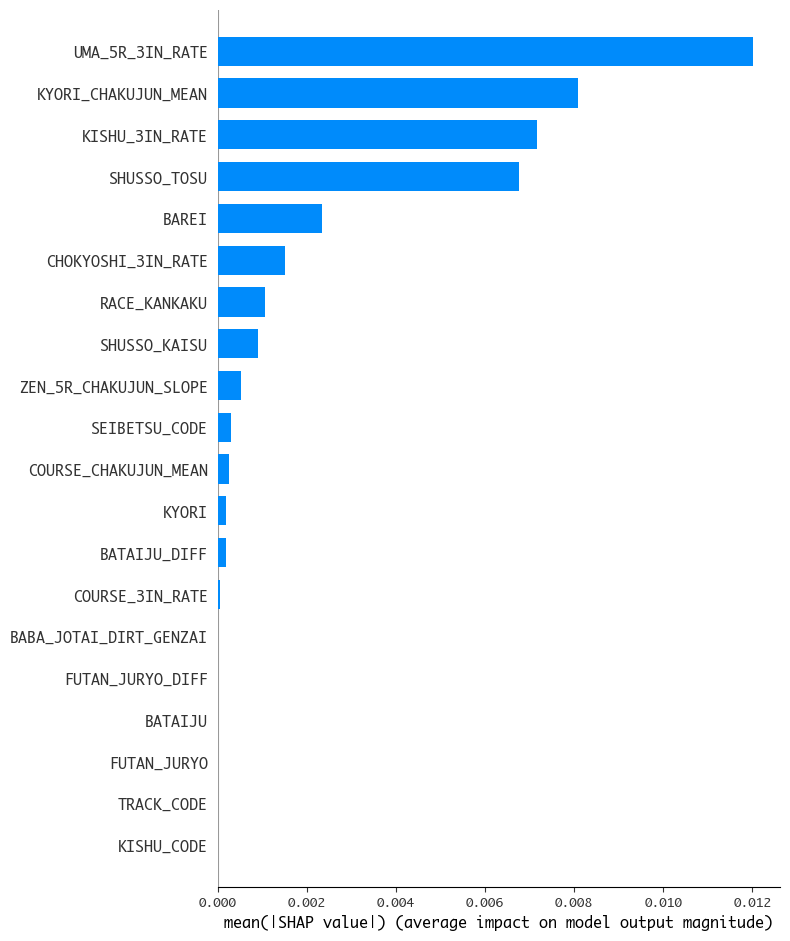 UMA_5R_3IN_RATE
KYORI_CHAKUJUN_MEAN
KISHU_3IN_RATE
SHUSSO_TOSU
BAREI
CHOKYOSHI_3IN_RATE
RACE_KANKAKU
SHUSSO_KAISU
ZEN_5R_CHAKUJUN_SLOPE
SEIBETSU_CODE
COURSE_CHAKUJUN_MEAN
KYORI
BATAIJU_DIFF
COURSE_3IN_RATE
BABA_JOTAI_DIRT_GENZAI
FUTAN_JURYO_DIFF
BATAIJU
FUTAN_JURYO
TRACK_CODE
KISHU_CODE
0.000 0.002 0.004 0.006 0.008 0.010 0.012
mean(|SHAP value|) (average impact on model output magnitude)